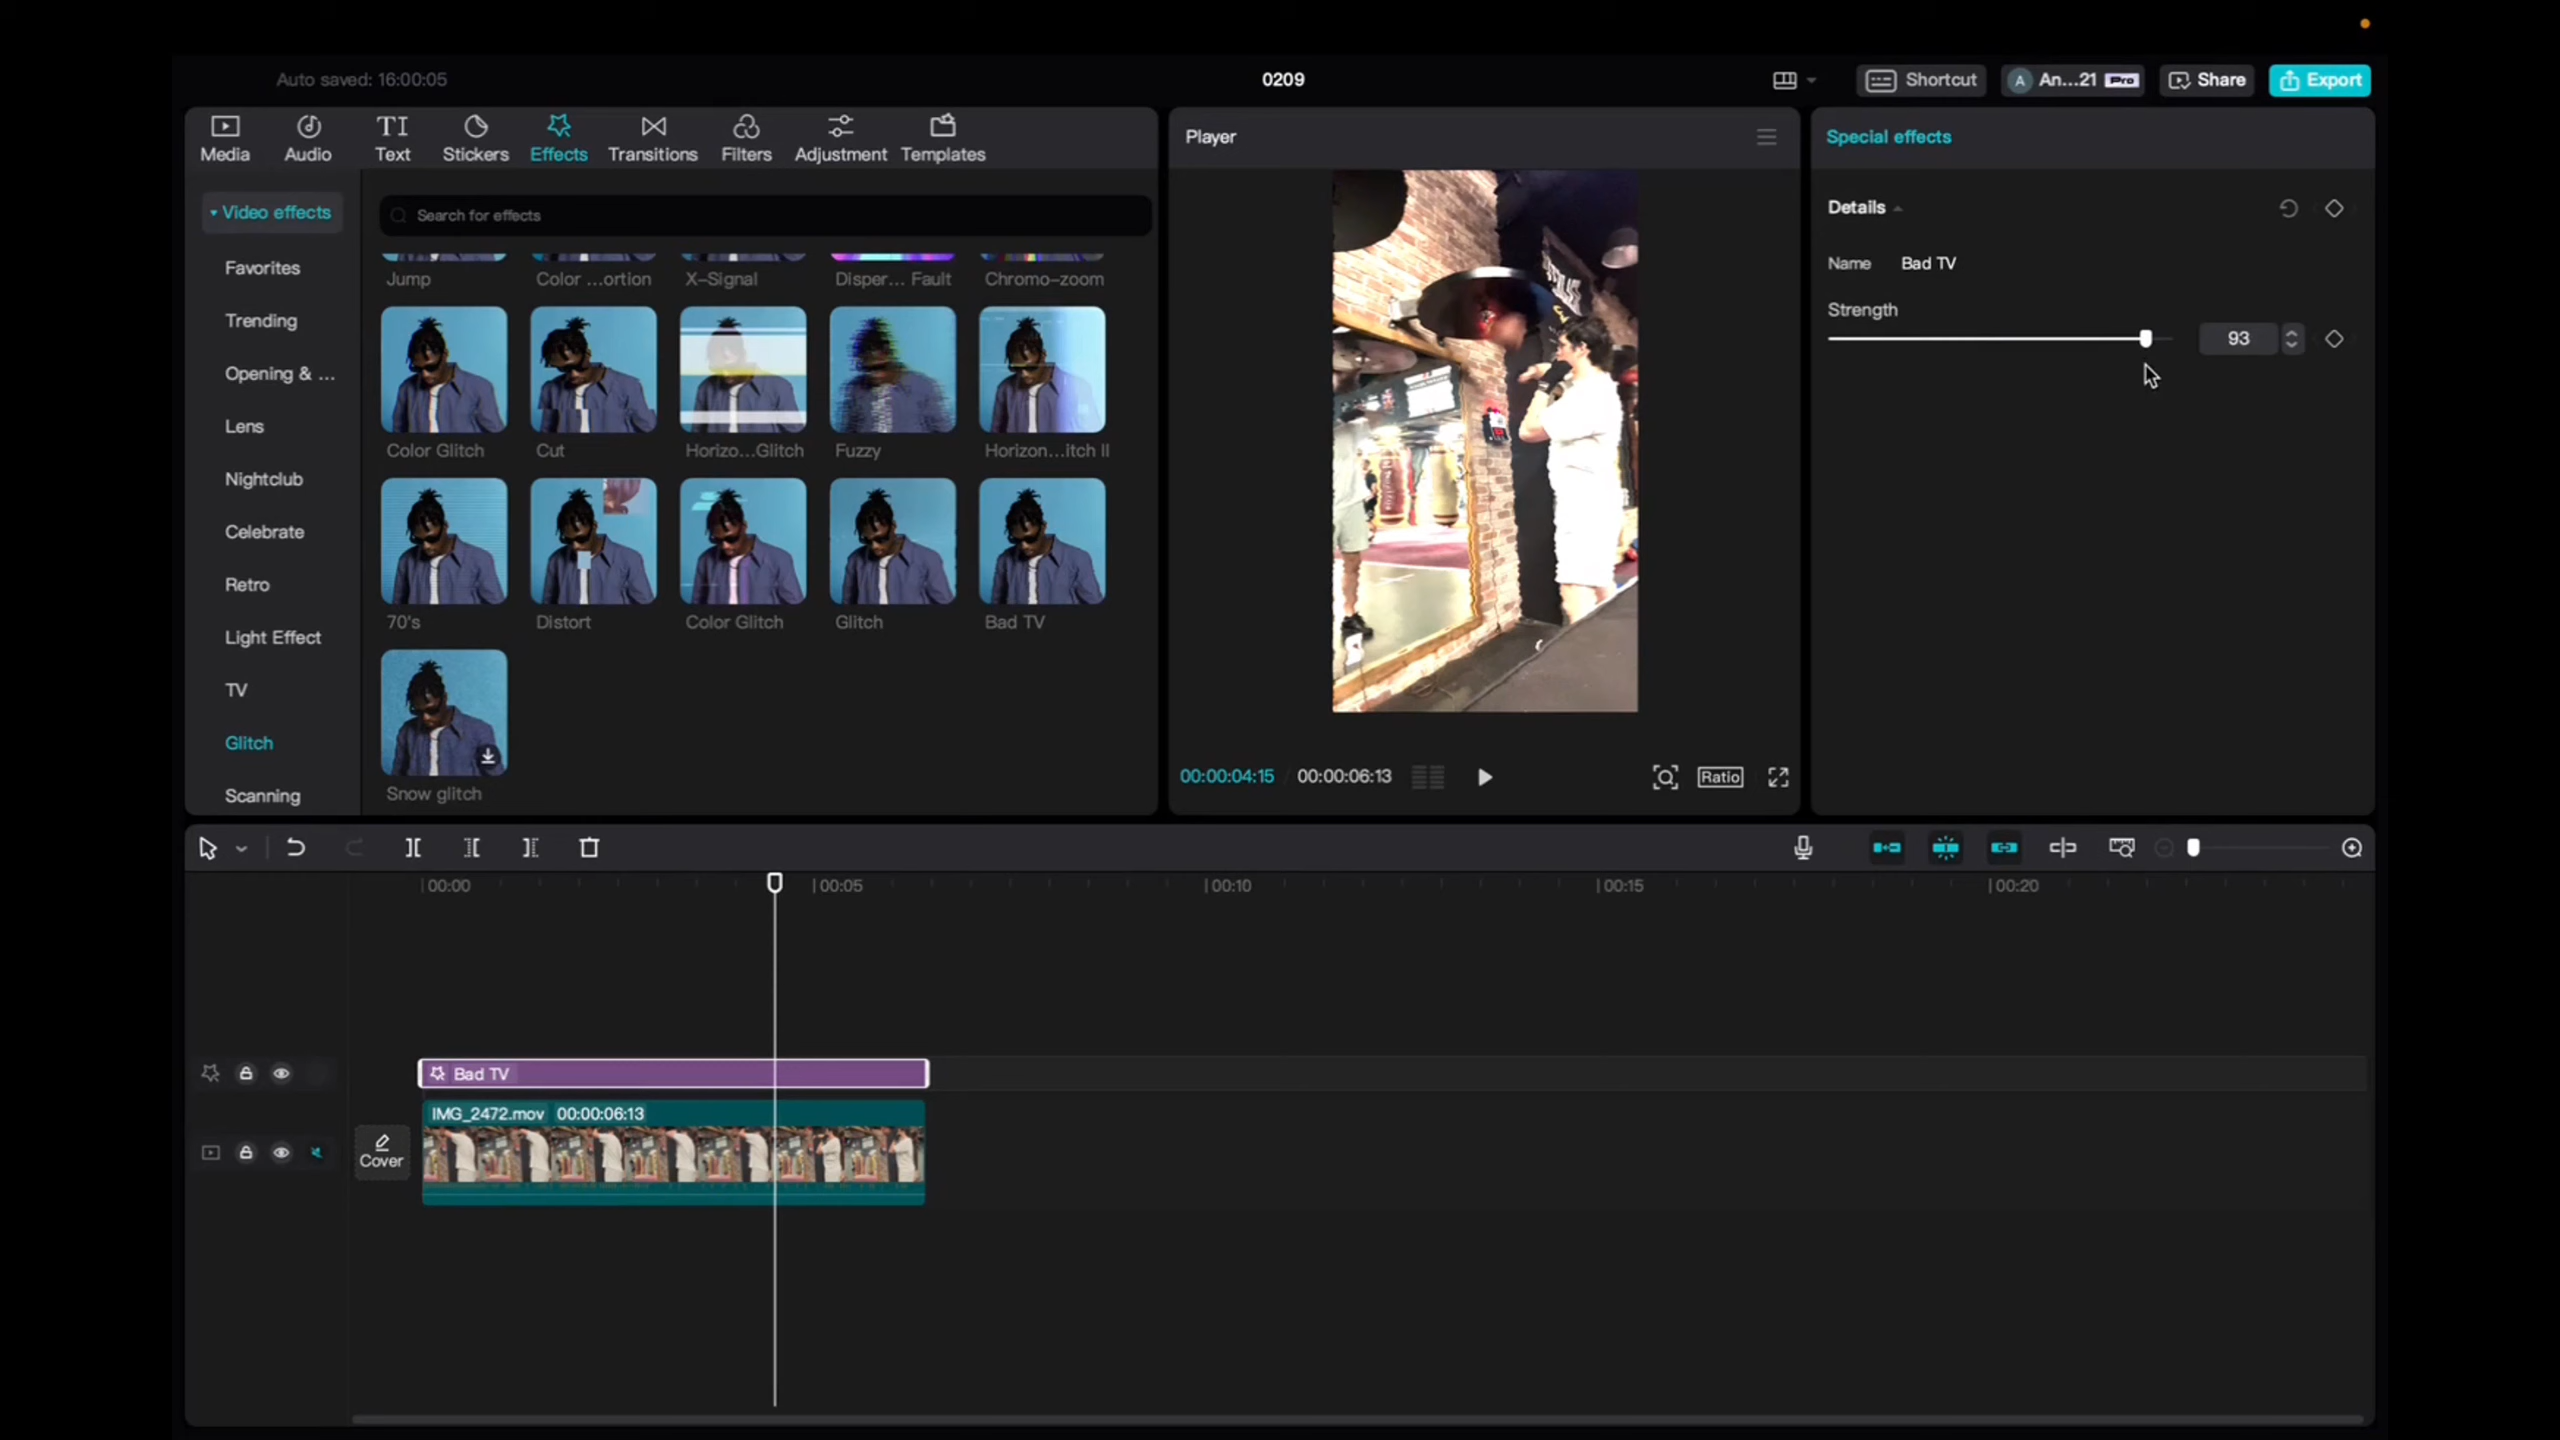 Auto saved: 16:00:05
0209
Shortcut
A An...21 Pro
Share
Export
Media
Audio
TI
Text
Stickers
Effects
Transitions
Filters
Adjustment
Templates
Video effects
Favorites
Trending
Opening & ...
Lens
Nightclub
Celebrate
Retro
Light Effect
TV
Glitch
Scanning
Search for effects
Jump
Color ...ortion
X-Signal
Disper... Fault
Chromo-zoom
Color Glitch
Cut
Horizo...Glitch
Fuzzy
Horizon...itch II
70's
Distort
Color Glitch
Glitch
Bad TV
Snow glitch
Player
00:00:04:15
00:00:06:13
Ratio
Special effects
Details
Name Bad TV
Strength
93
00:00
00:05
00:10
00:15
00:20
Bad TV
IMG_2472.mov 00:00:06:13
Cover